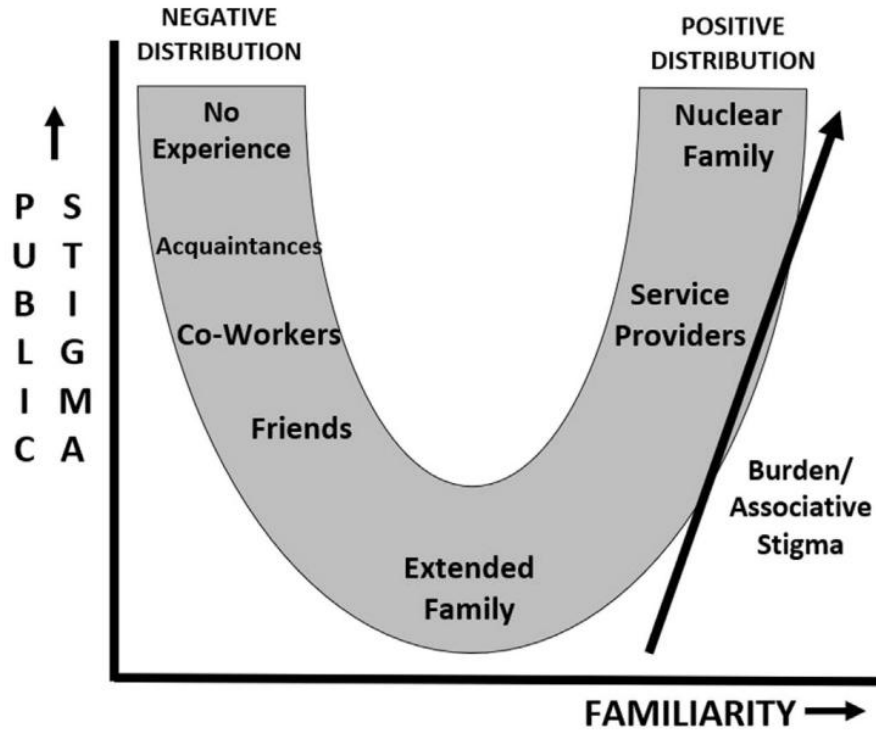 NEGATIVE
DISTRIBUTION
POSITIVE
DISTRIBUTION
No
Experience
Nuclear
Family
PUBLIC
STIGMA
Acquaintances
Service
Providers
Co-Workers
Friends
Burden/
Associative
Stigma
Extended
Family
FAMILIARITY